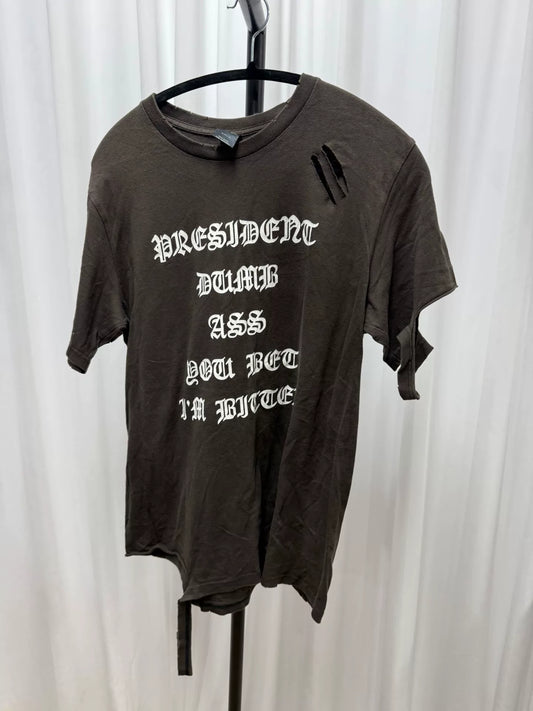 PRESIDENT
DUMB
ASS
YOU BET
I'M BITTE